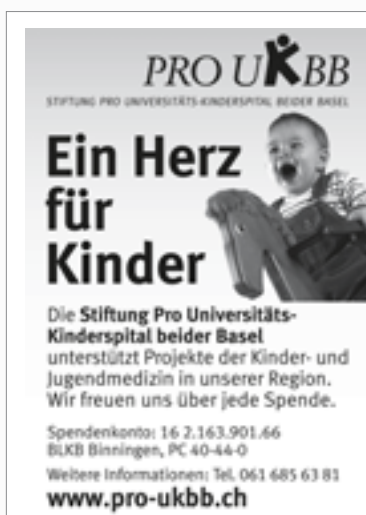 PRO UKBB
STIFTUNG PRO UNIVERSITÄTS-KINDERSPITAL BEIDER BASEL
Ein Herz
für
Kinder
Die Stiftung Pro Universitäts-
Kinderspital beider Basel
unterstützt Projekte der Kinder- und
Jugendmedizin in unserer Region.
Wir freuen uns über jede Spende.
Spendenkonto: 16 2.163.901.66
BLKB Binningen, PC 40-44-0
Weitere Informationen: Tel. 061 685 63 81
www.pro-ukbb.ch